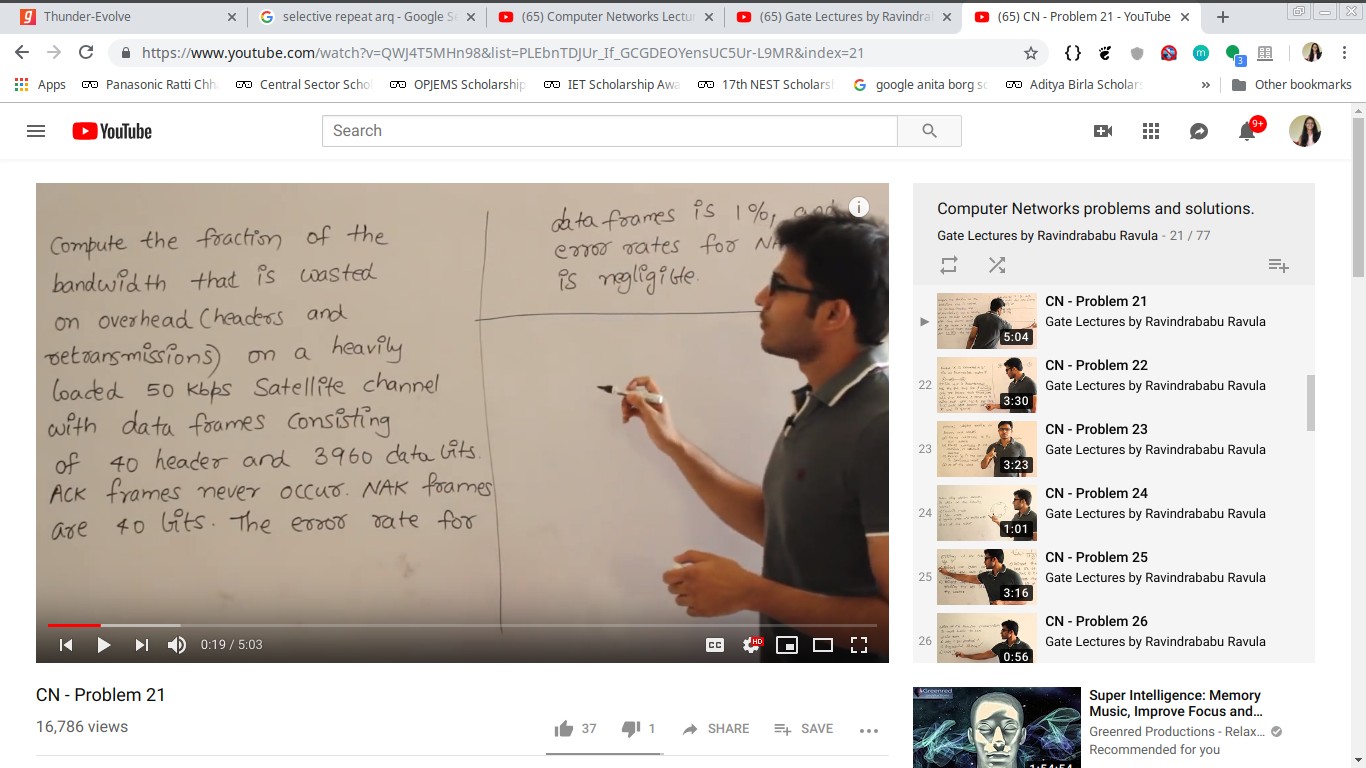 Thunder-Evolve
selective repeat arq - Google Se
(65) Computer Networks Lectu
(65) Gate Lectures by Ravindra
(65) CN - Problem 21 - YouTube
https://www.youtube.com/watch?v=QWJ4T5MHn98&list=PLEbnTDJUr_If_GCGDEOYensUC5Ur-L9MR&index=21
3
Apps
Panasonic Ratti Chh
Central Sector Scho
OPJEMS Scholarship
IET Scholarship Awa
17th NEST Scholars
google anita borg sc
Aditya Birla Scholar
»
Other bookmarks
YouTube
Search
9+
Compute the fraction of the
bandwidth that is wasted
on overhead (headers and
retransmissions) on a heavily
loaded 50 kbps Satellite channel
with data frames consisting
of 40 header and 3960 data bits.
ACK frames never occur. NAK frames
are 40 bits. The error rate for
data frames is 1%, and
error rates for NA
is negligible.
0:19 / 5:03
CC
HD
CN - Problem 21
16,786 views
37
1
SHARE
SAVE
Computer Networks problems and solutions.
Gate Lectures by Ravindrababu Ravula - 21 / 77
CN - Problem 21
Gate Lectures by Ravindrababu Ravula
5:04
22
CN - Problem 22
Gate Lectures by Ravindrababu Ravula
3:30
23
CN - Problem 23
Gate Lectures by Ravindrababu Ravula
3:23
24
CN - Problem 24
Gate Lectures by Ravindrababu Ravula
1:01
25
CN - Problem 25
Gate Lectures by Ravindrababu Ravula
3:16
26
CN - Problem 26
Gate Lectures by Ravindrababu Ravula
0:56
Greenred
Super Intelligence: Memory
Music, Improve Focus and...
Greenred Productions - Relax...
Recommended for you
1:54:54